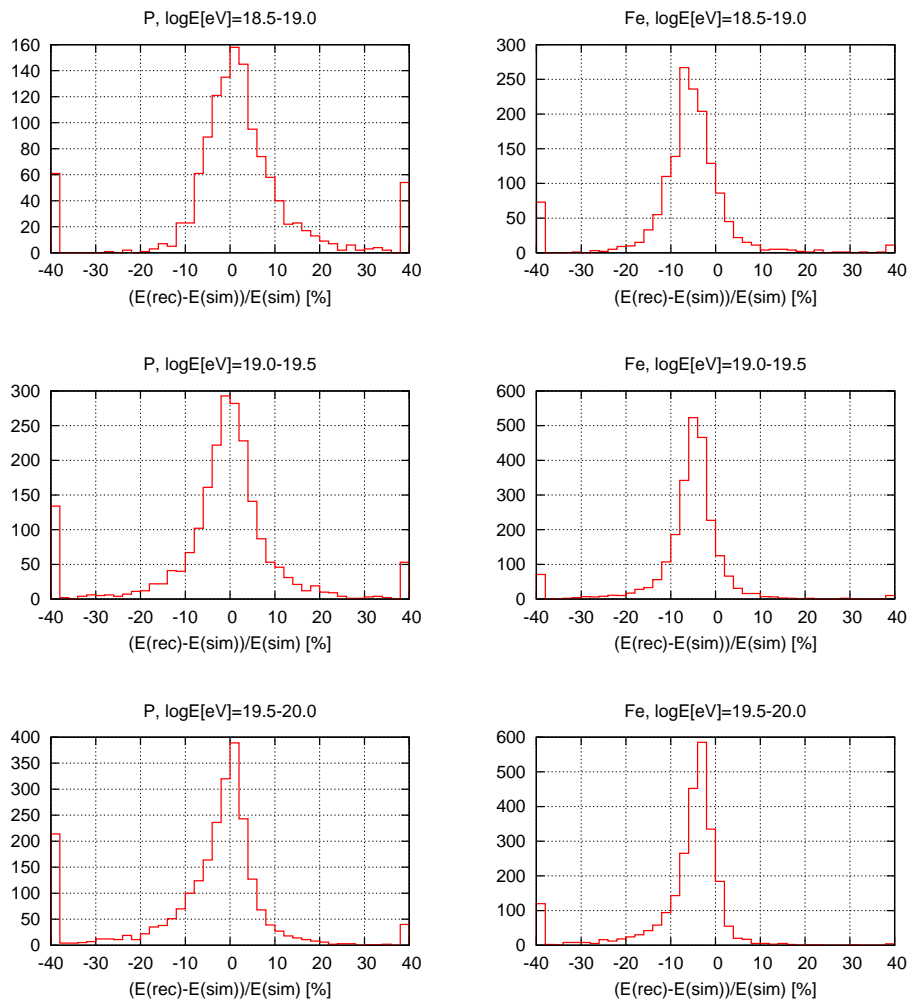 P, logE[eV]=18.5-19.0
160
140
120
100
80
60
40
20
0
-40 -30 -20 -10 0 10 20 30 40
(E(rec)-E(sim))/E(sim) [%]
Fe, logE[eV]=18.5-19.0
300
250
200
150
100
50
0
-40 -30 -20 -10 0 10 20 30 40
(E(rec)-E(sim))/E(sim) [%]
P, logE[eV]=19.0-19.5
300
250
200
150
100
50
0
-40 -30 -20 -10 0 10 20 30 40
(E(rec)-E(sim))/E(sim) [%]
Fe, logE[eV]=19.0-19.5
600
500
400
300
200
100
0
-40 -30 -20 -10 0 10 20 30 40
(E(rec)-E(sim))/E(sim) [%]
P, logE[eV]=19.5-20.0
400
350
300
250
200
150
100
50
0
-40 -30 -20 -10 0 10 20 30 40
(E(rec)-E(sim))/E(sim) [%]
Fe, logE[eV]=19.5-20.0
600
500
400
300
200
100
0
-40 -30 -20 -10 0 10 20 30 40
(E(rec)-E(sim))/E(sim) [%]